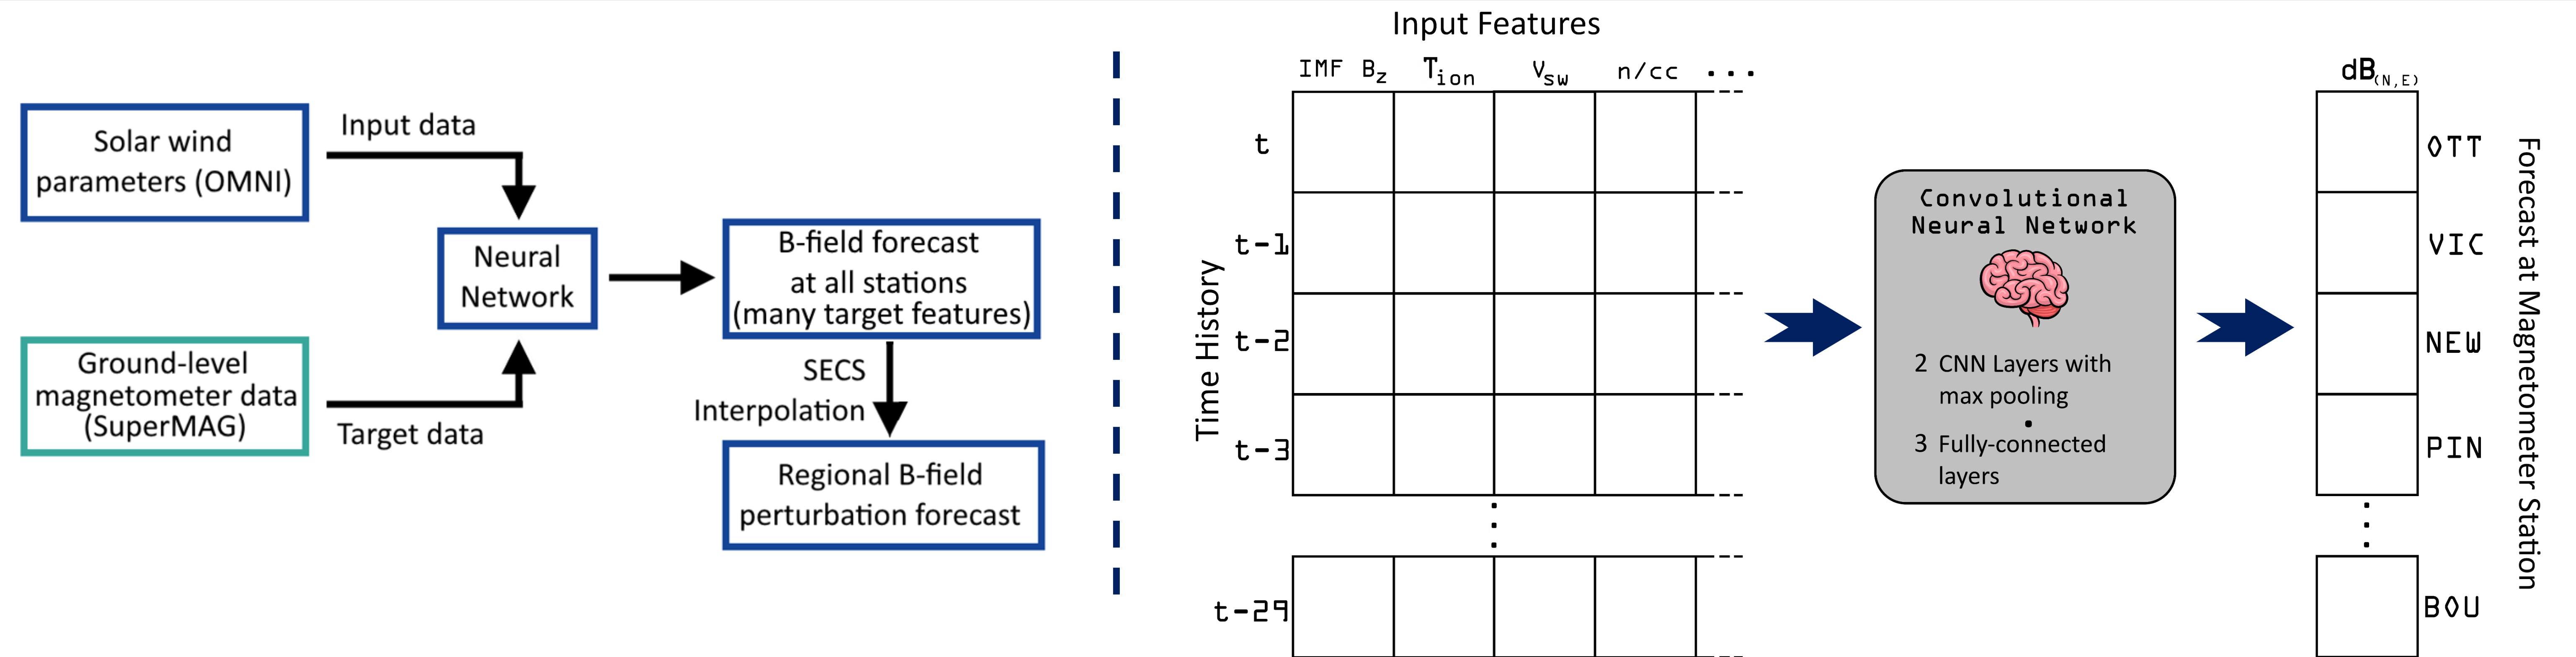 Solar wind
parameters (OMNI)
Input data
Neural
Network
Ground-level
magnetometer data
(SuperMAG)
Target data
B-field forecast
at all stations
(many target features)
SECS
Interpolation
Regional B-field
perturbation forecast
Input Features
IMF Bz Tion Vsw n/cc ...
Time History
t
t-1
t-2
t-3
t-29
Convolutional
Neural Network
2 CNN Layers with
max pooling
•
3 Fully-connected
layers
dB(N,E)
OTT
VIC
NEW
PIN
BOU
Forecast at Magnetometer Station